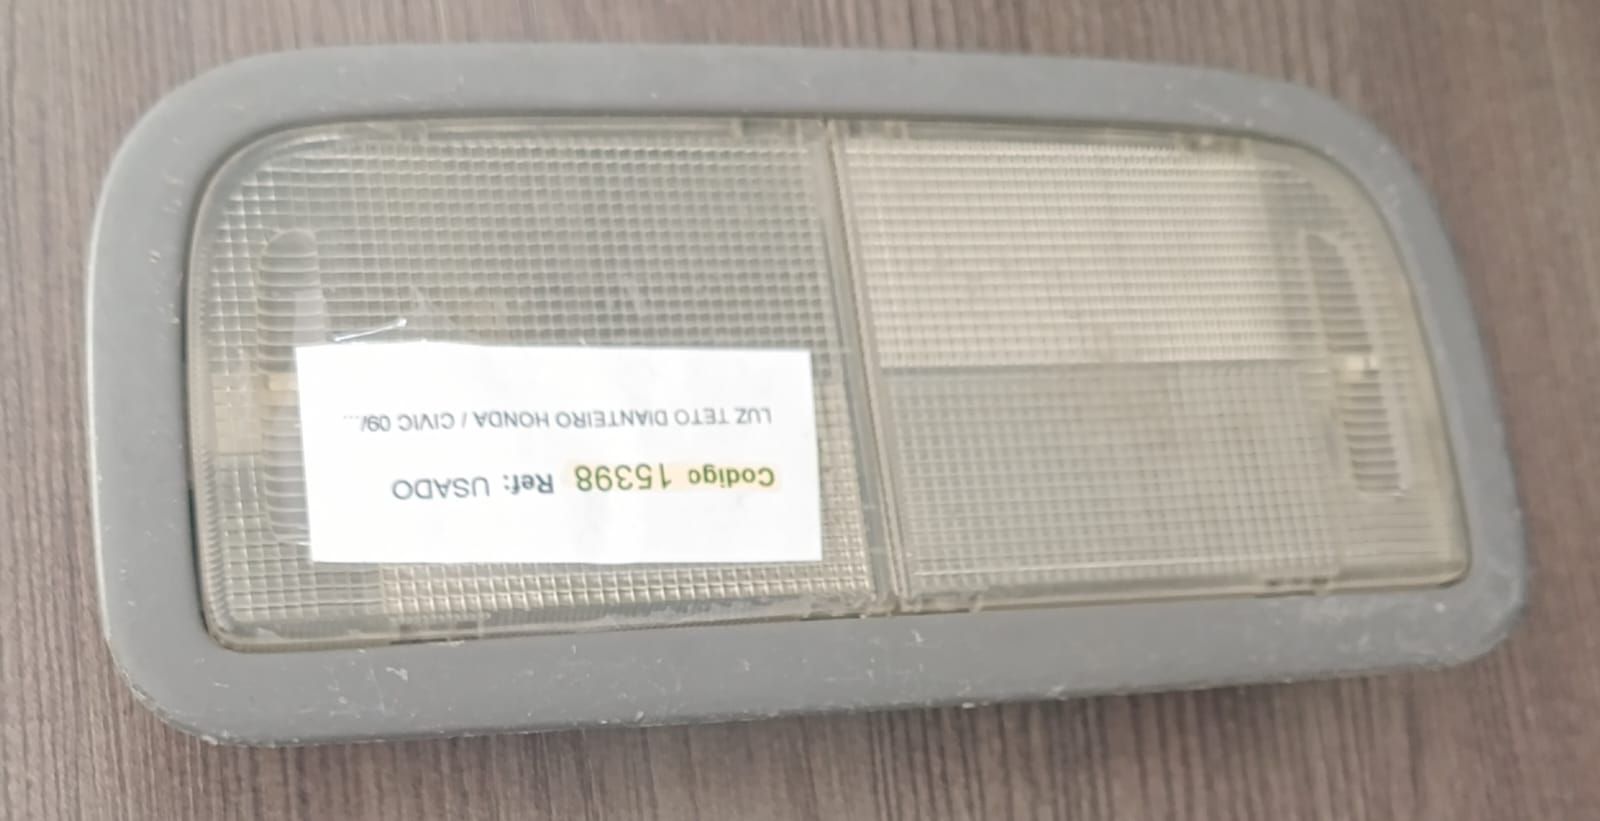 Codigo 15398 Ref: USADO
LUZ TETO DIANTEIRO HONDA / CIVIC 09/...